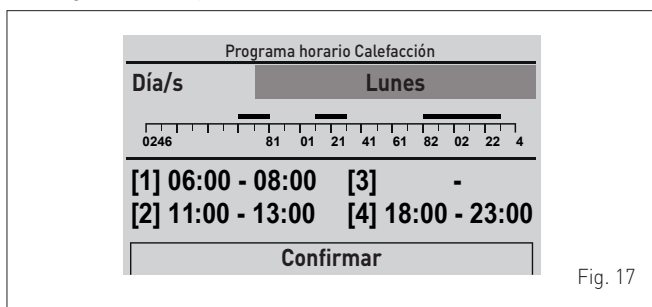 Programa horario Calefacción
Día/s Lunes
0246 81 01 21 41 61 82 02 22 4
[1] 06:00 - 08:00 [3] -
[2] 11:00 - 13:00 [4] 18:00 - 23:00
Confirmar
Fig. 17